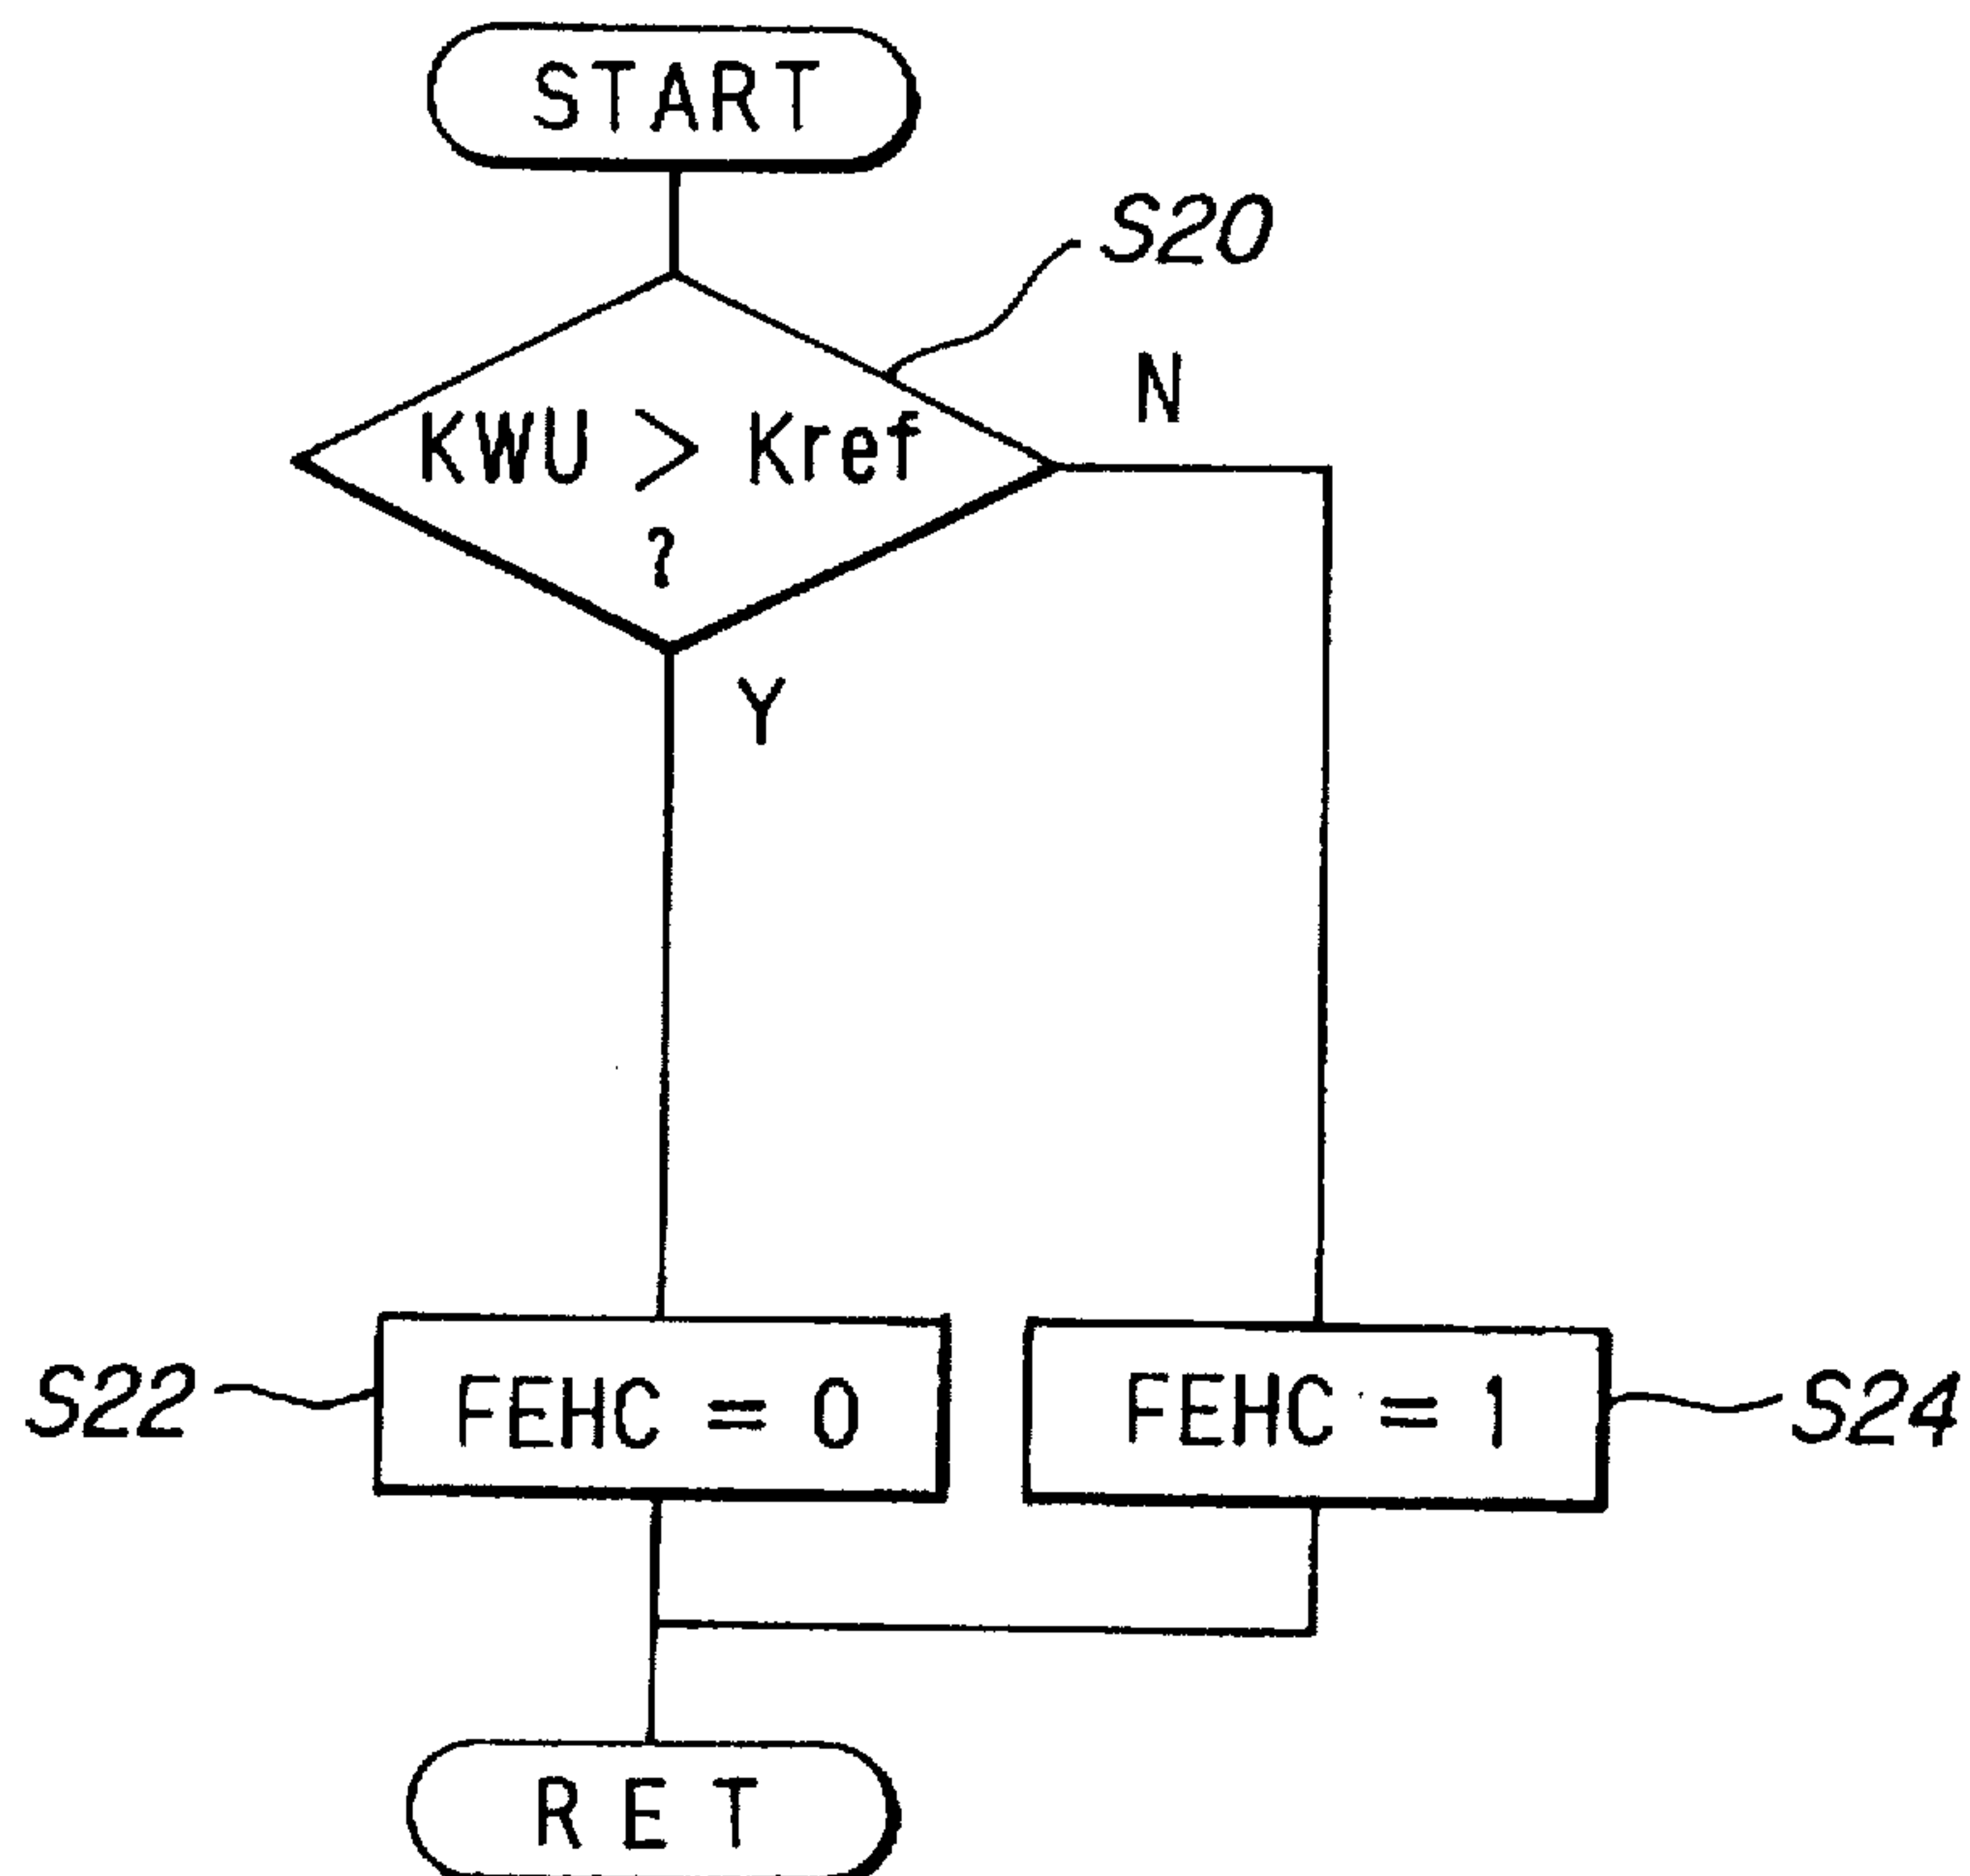 START
S20
N
KWU > Kref
?
Y
S22
FEHC = 0
FEHC = 1
S24
RET